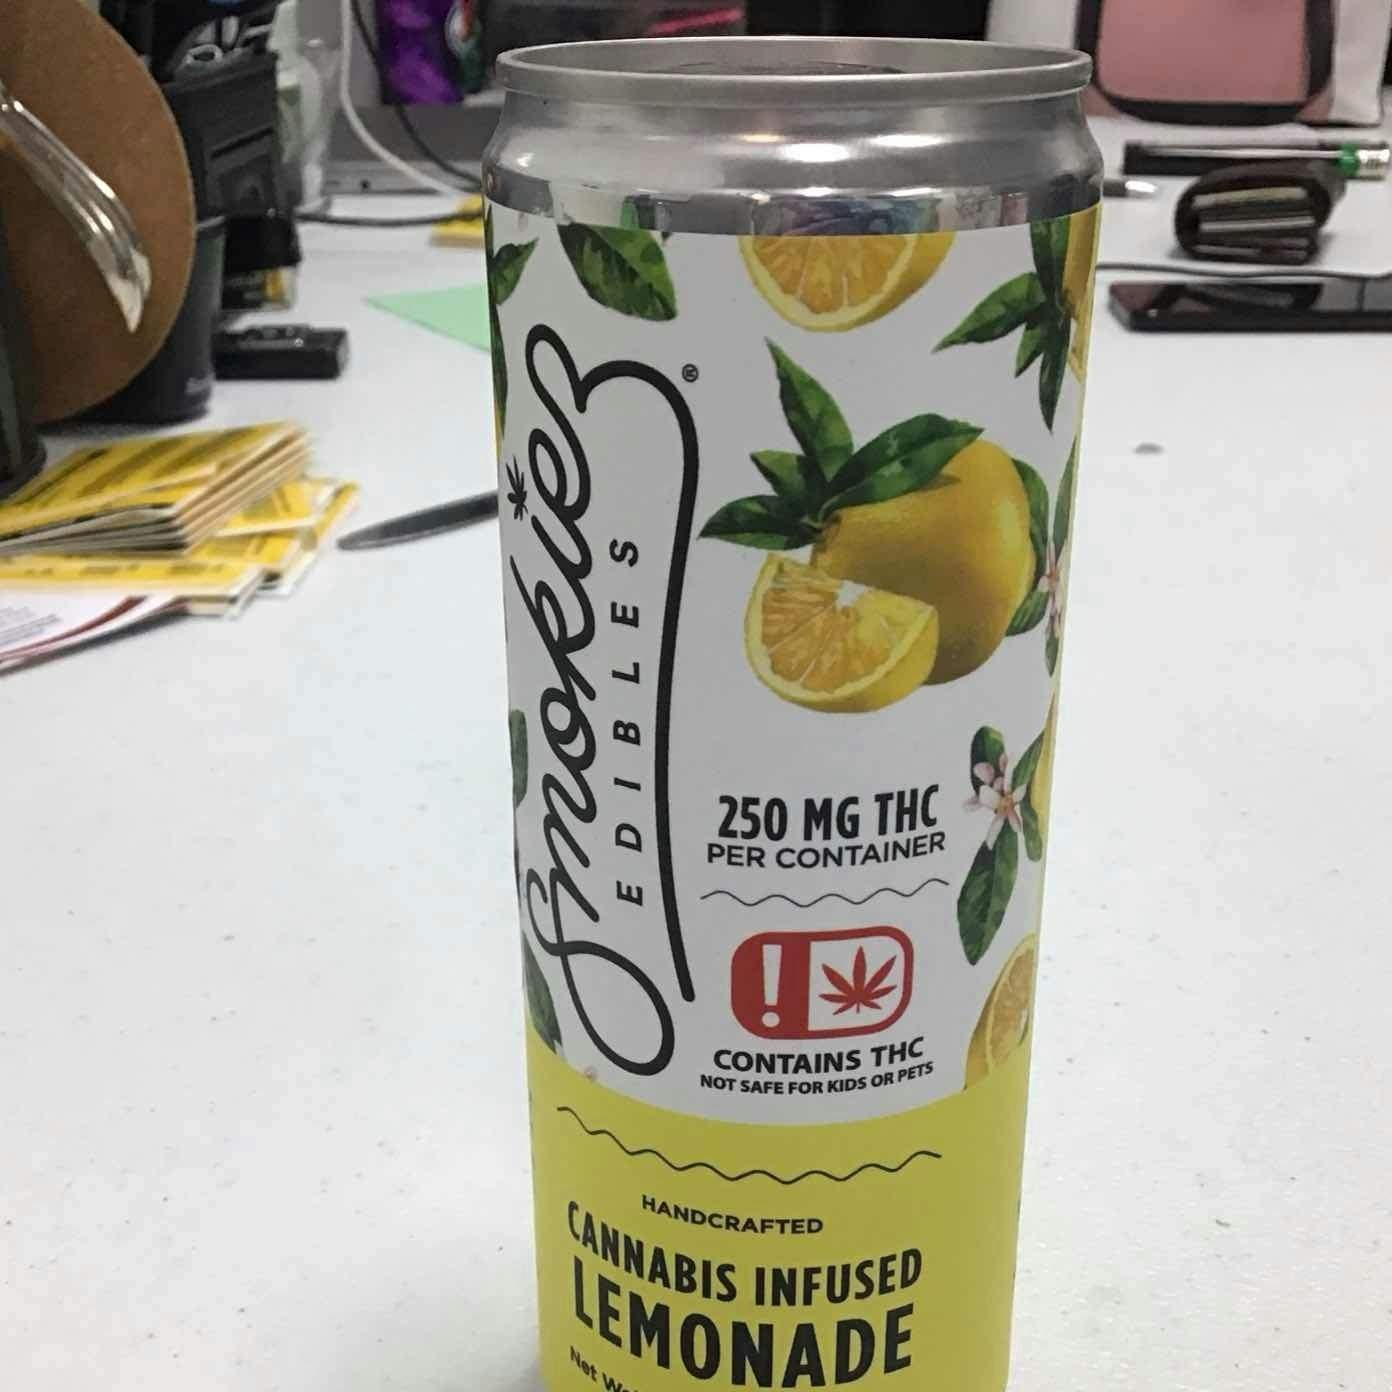 Smokiez®
EDIBLES
250 MG THC
PER CONTAINER
!
CONTAINS THC
NOT SAFE FOR KIDS OR PETS
HANDCRAFTED
CANNABIS INFUSED
LEMONADE
Net